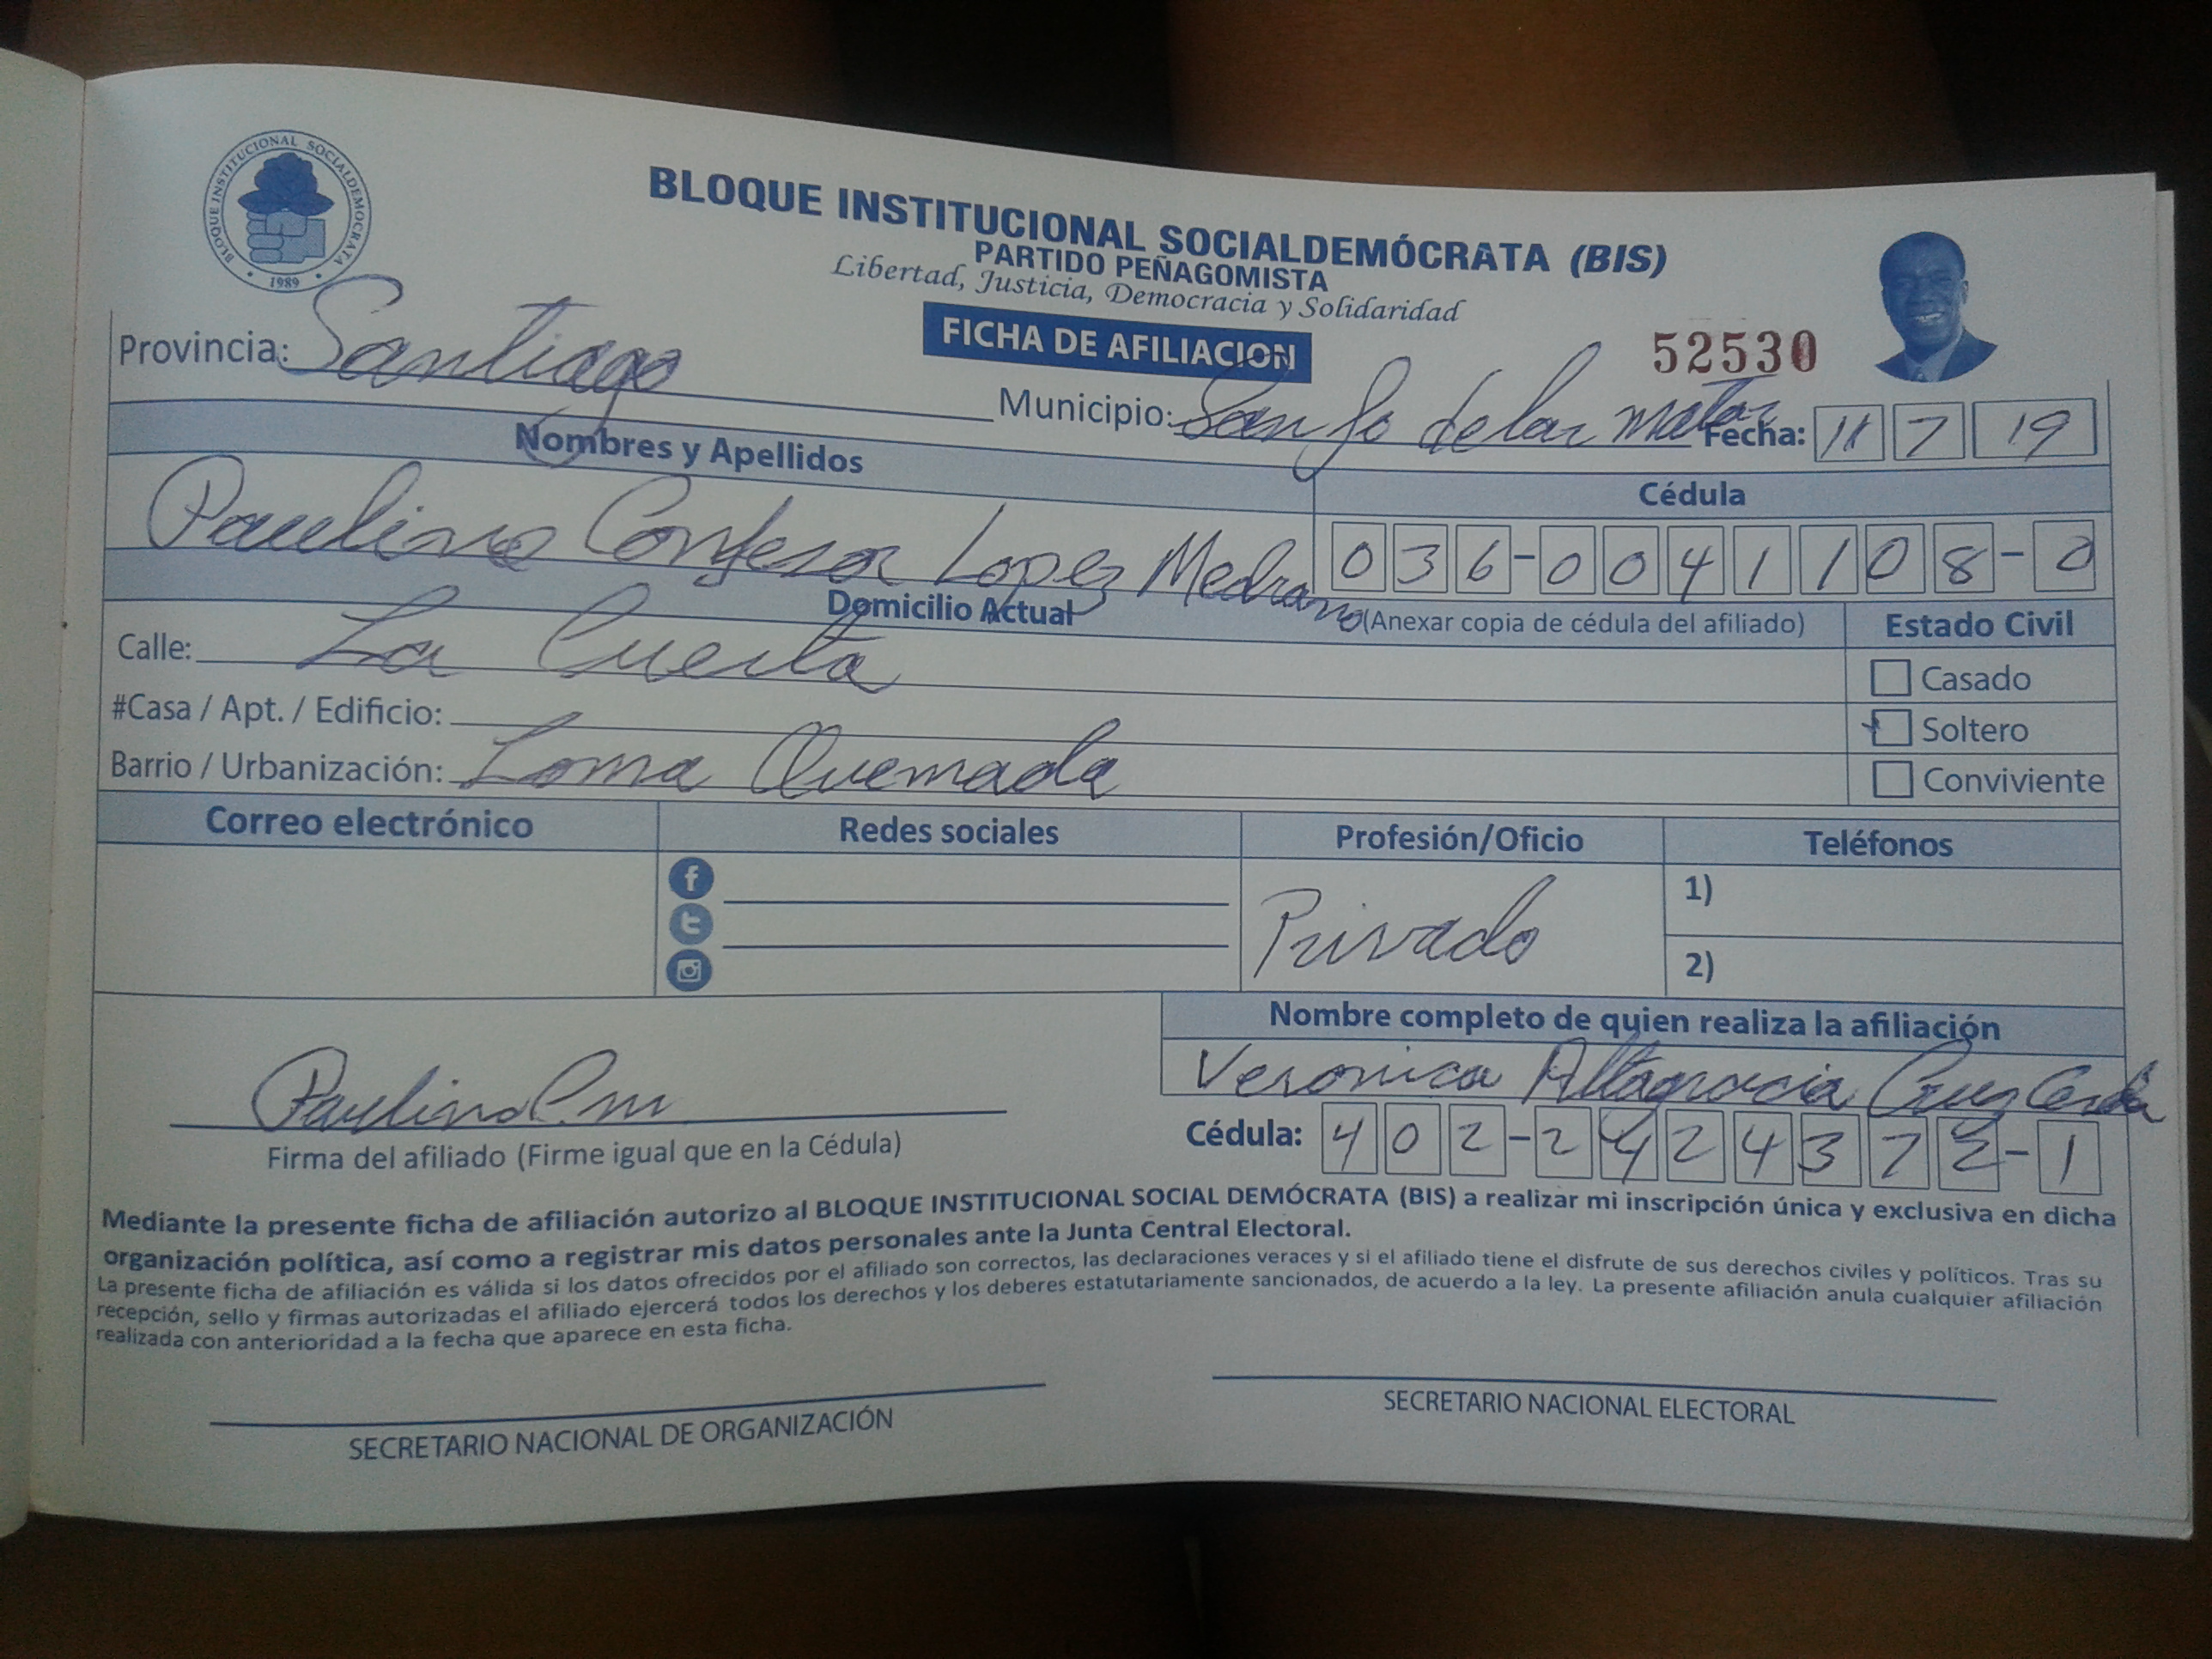 BLOQUE INSTITUCIONAL SOCIALDEMOCRATA
1989
BLOQUE INSTITUCIONAL SOCIALDEMÓCRATA (BIS)
PARTIDO PEÑAGOMISTA
Libertad, Justicia, Democracia y Solidaridad
FICHA DE AFILIACION
52530
Provincia: Santiago
Municipio: San Jo de las matas Fecha: 11 7 19
Nombres y Apellidos
Cédula
Paulino Confesor Lopez Medrano 036-0041108-0
Domicilio Actual
(Anexar copia de cédula del afiliado)
Estado Civil
Calle: La Cuesta
Casado
#Casa / Apt. / Edificio:
Soltero
Barrio / Urbanización: Loma Quemada
Conviviente
Correo electrónico
Redes sociales
Profesión/Oficio
Teléfonos
1)
Privado
2)
Nombre completo de quien realiza la afiliación
Veronica Altagracia Cruz
Paulino
Cédula: 402-2424372-1
Firma del afiliado (Firme igual que en la Cédula)
Mediante la presente ficha de afiliación autorizo al BLOQUE INSTITUCIONAL SOCIAL DEMÓCRATA (BIS) a realizar mi inscripción única y exclusiva en dicha
organización política, así como a registrar mis datos personales ante la Junta Central Electoral.
La presente ficha de afiliación es válida si los datos ofrecidos por el afiliado son correctos, las declaraciones veraces y si el afiliado tiene el disfrute de sus derechos civiles y políticos. Tras su
recepción, sello y firmas autorizadas el afiliado ejercerá todos los derechos y los deberes estatutariamente sancionados, de acuerdo a la ley. La presente afiliación anula cualquier afiliación
realizada con anterioridad a la fecha que aparece en esta ficha.
SECRETARIO NACIONAL DE ORGANIZACIÓN
SECRETARIO NACIONAL ELECTORAL